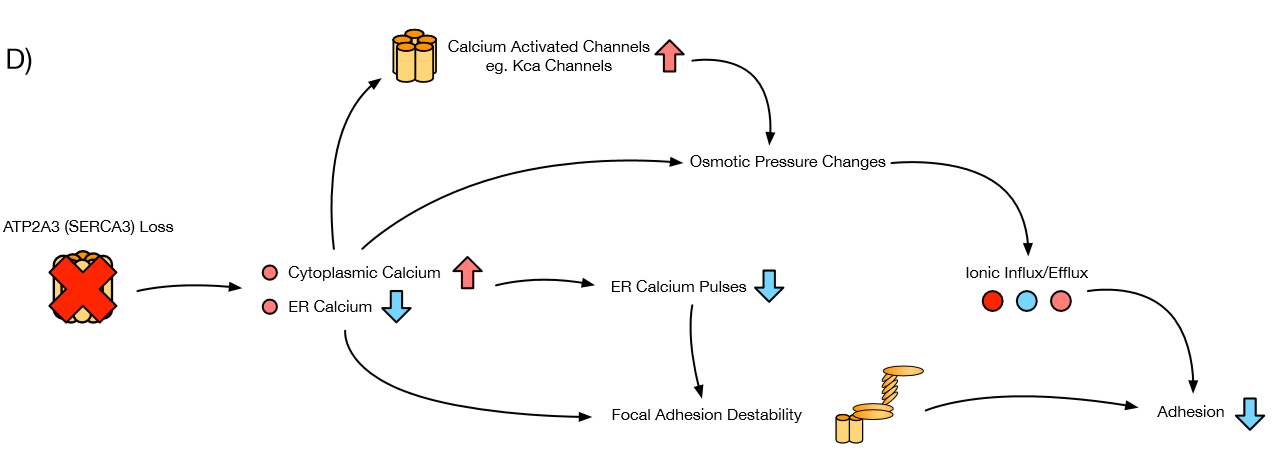 D)
Calcium Activated Channels
eg. Kca Channels
Osmotic Pressure Changes
ATP2A3 (SERCA3) Loss
Cytoplasmic Calcium
ER Calcium
ER Calcium Pulses
Ionic Influx/Efflux
Focal Adhesion Destability
Adhesion